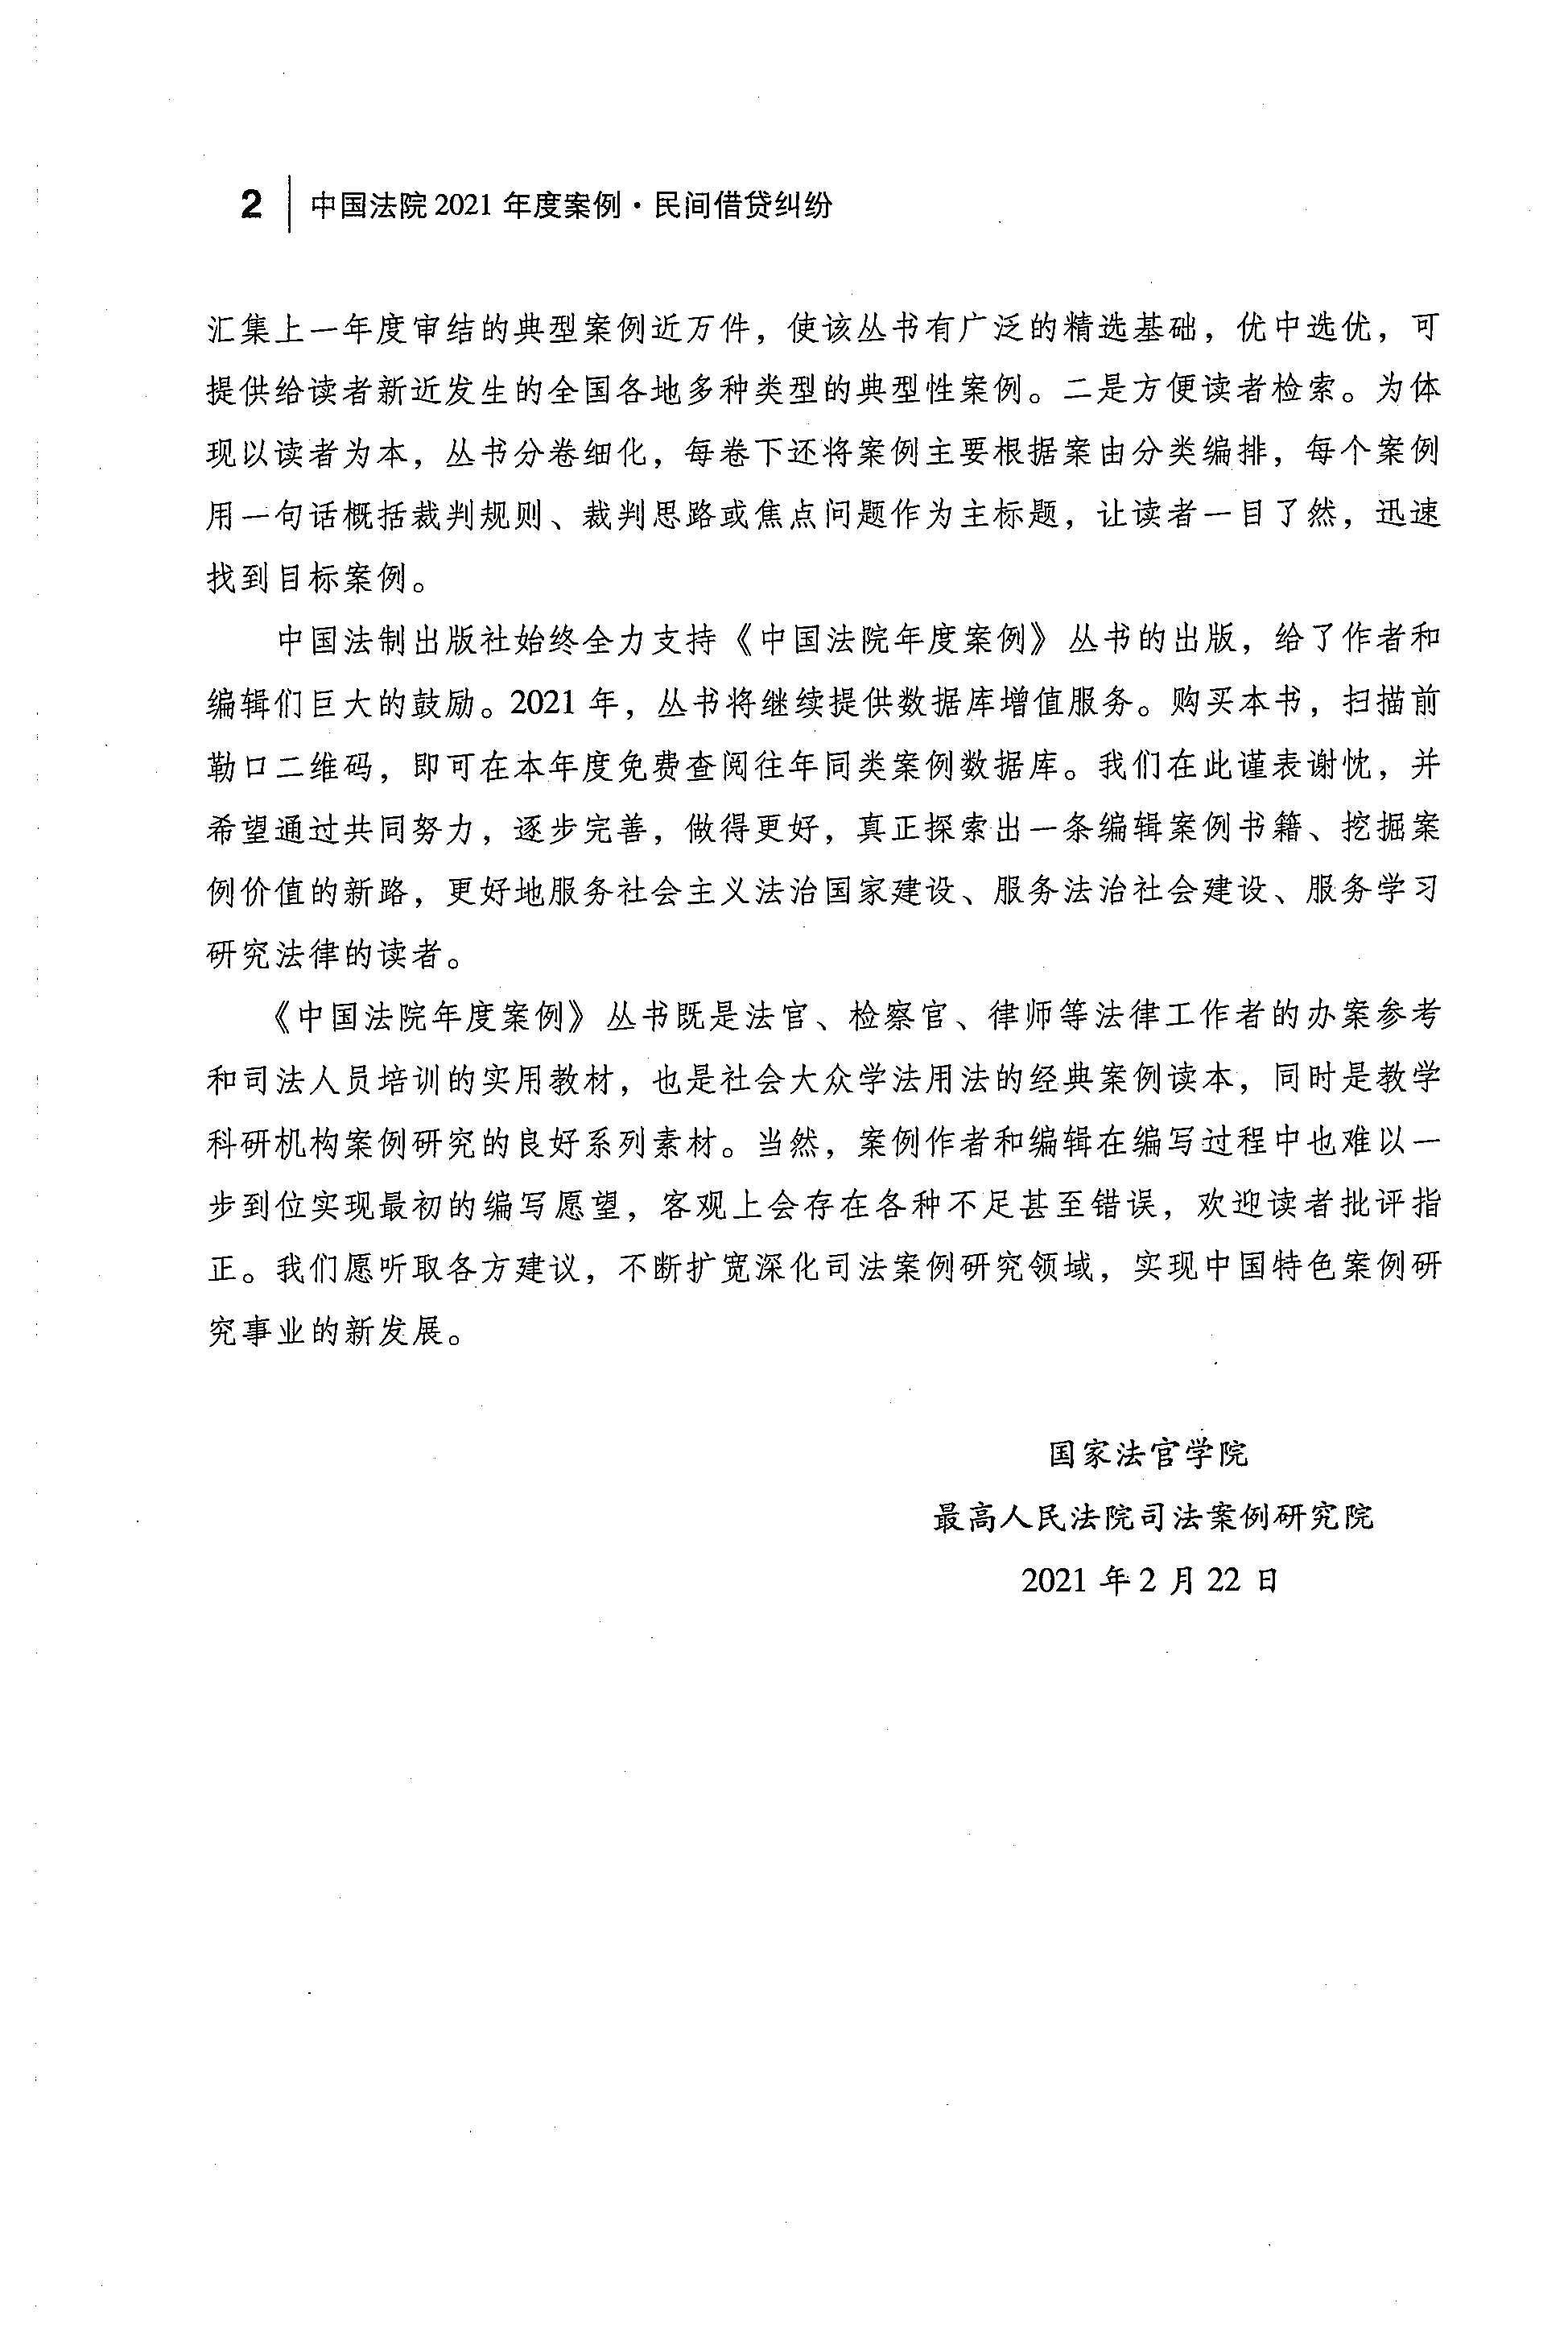 2 中国法院2021年度案例·民间借贷纠纷
汇集上一年度审结的典型案例近万件，使该丛书有广泛的精选基础，优中选优，可
提供给读者新近发生的全国各地多种类型的典型性案例。二是方便读者检索。为体
现以读者为本，丛书分卷细化，每卷下还将案例主要根据案由分类编排，每个案例
用一句话概括裁判规则、裁判思路或焦点问题作为主标题，让读者一目了然，迅速
找到目标案例。
中国法制出版社始终全力支持《中国法院年度案例》丛书的出版，给了作者和
编辑们巨大的鼓励。2021年，丛书将继续提供数据库增值服务。购买本书，扫描前
勒口二维码，即可在本年度免费查阅往年同类案例数据库。我们在此谨表谢忱，并
希望通过共同努力，逐步完善，做得更好，真正探索出一条编辑案例书籍、挖掘案
例价值的新路，更好地服务社会主义法治国家建设、服务法治社会建设、服务学习
研究法律的读者。
《中国法院年度案例》丛书既是法官、检察官、律师等法律工作者的办案参考
和司法人员培训的实用教材，也是社会大众学法用法的经典案例读本，同时是教学
科研机构案例研究的良好系列素材。当然，案例作者和编辑在编写过程中也难以一
步到位实现最初的编写愿望，客观上会存在各种不足甚至错误，欢迎读者批评指
正。我们愿听取各方建议，不断扩宽深化司法案例研究领域，实现中国特色案例研
究事业的新发展。
国家法官学院
最高人民法院司法案例研究院
2021年2月22日